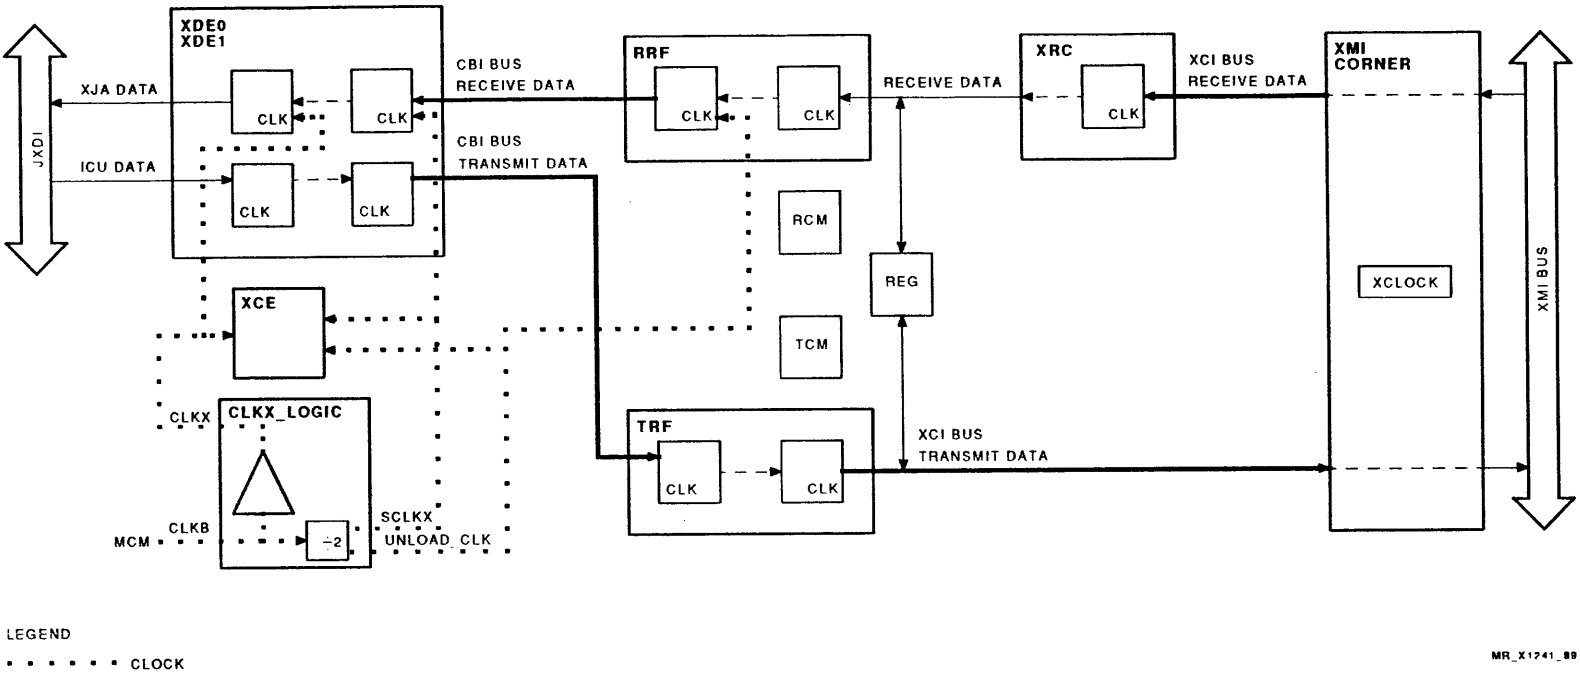 XDE0
XDE1
RRF
XRC
XMI
CORNER
CBI BUS
RECEIVE DATA
RECEIVE DATA
XCI BUS
RECEIVE DATA
XJA DATA
CLK
CLK
CLK
CLK
CLK
CBI BUS
TRANSMIT DATA
JXDI
ICU DATA
CLK
CLK
RCM
REG
XCLOCK
XMI BUS
XCE
TCM
CLKX
CLKX_LOGIC
TRF
XCI BUS
TRANSMIT DATA
CLK
CLK
SCLKX
CLKB
MCM
÷2
UNLOAD_CLK
LEGEND
CLOCK
MR_X1241_89